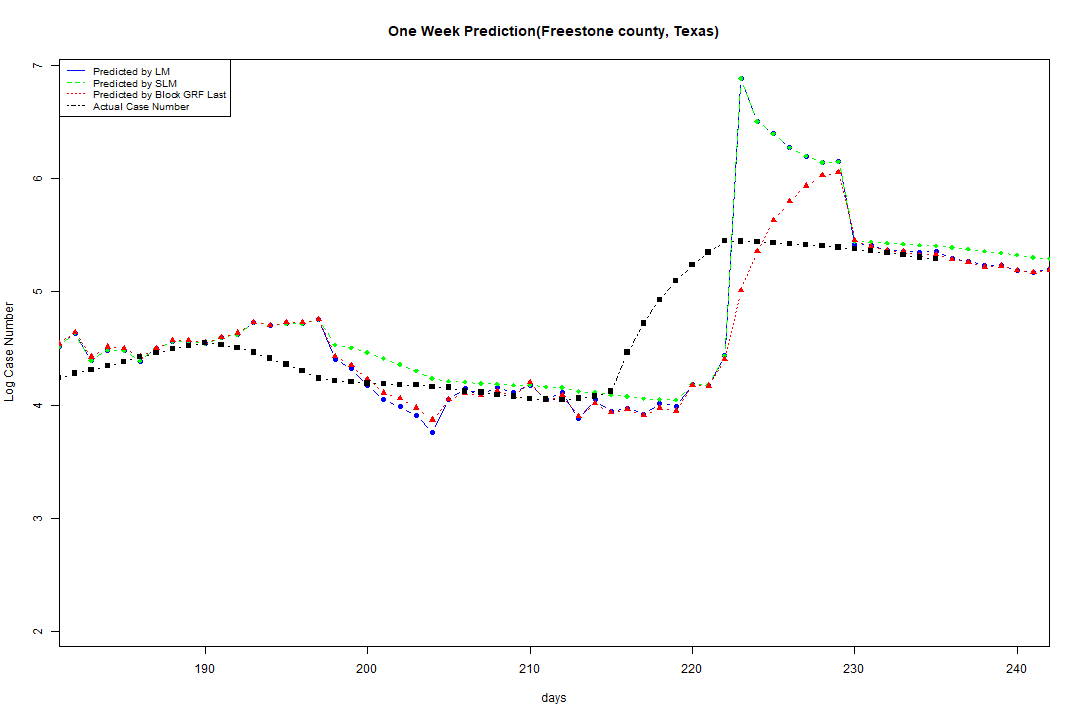 One Week Prediction(Freestone county, Texas)
Predicted by LM
Predicted by SLM
Predicted by Block GRF Last
Actual Case Number
7
6
5
4
3
2
Log Case Number
190 200 210 220 230 240
days